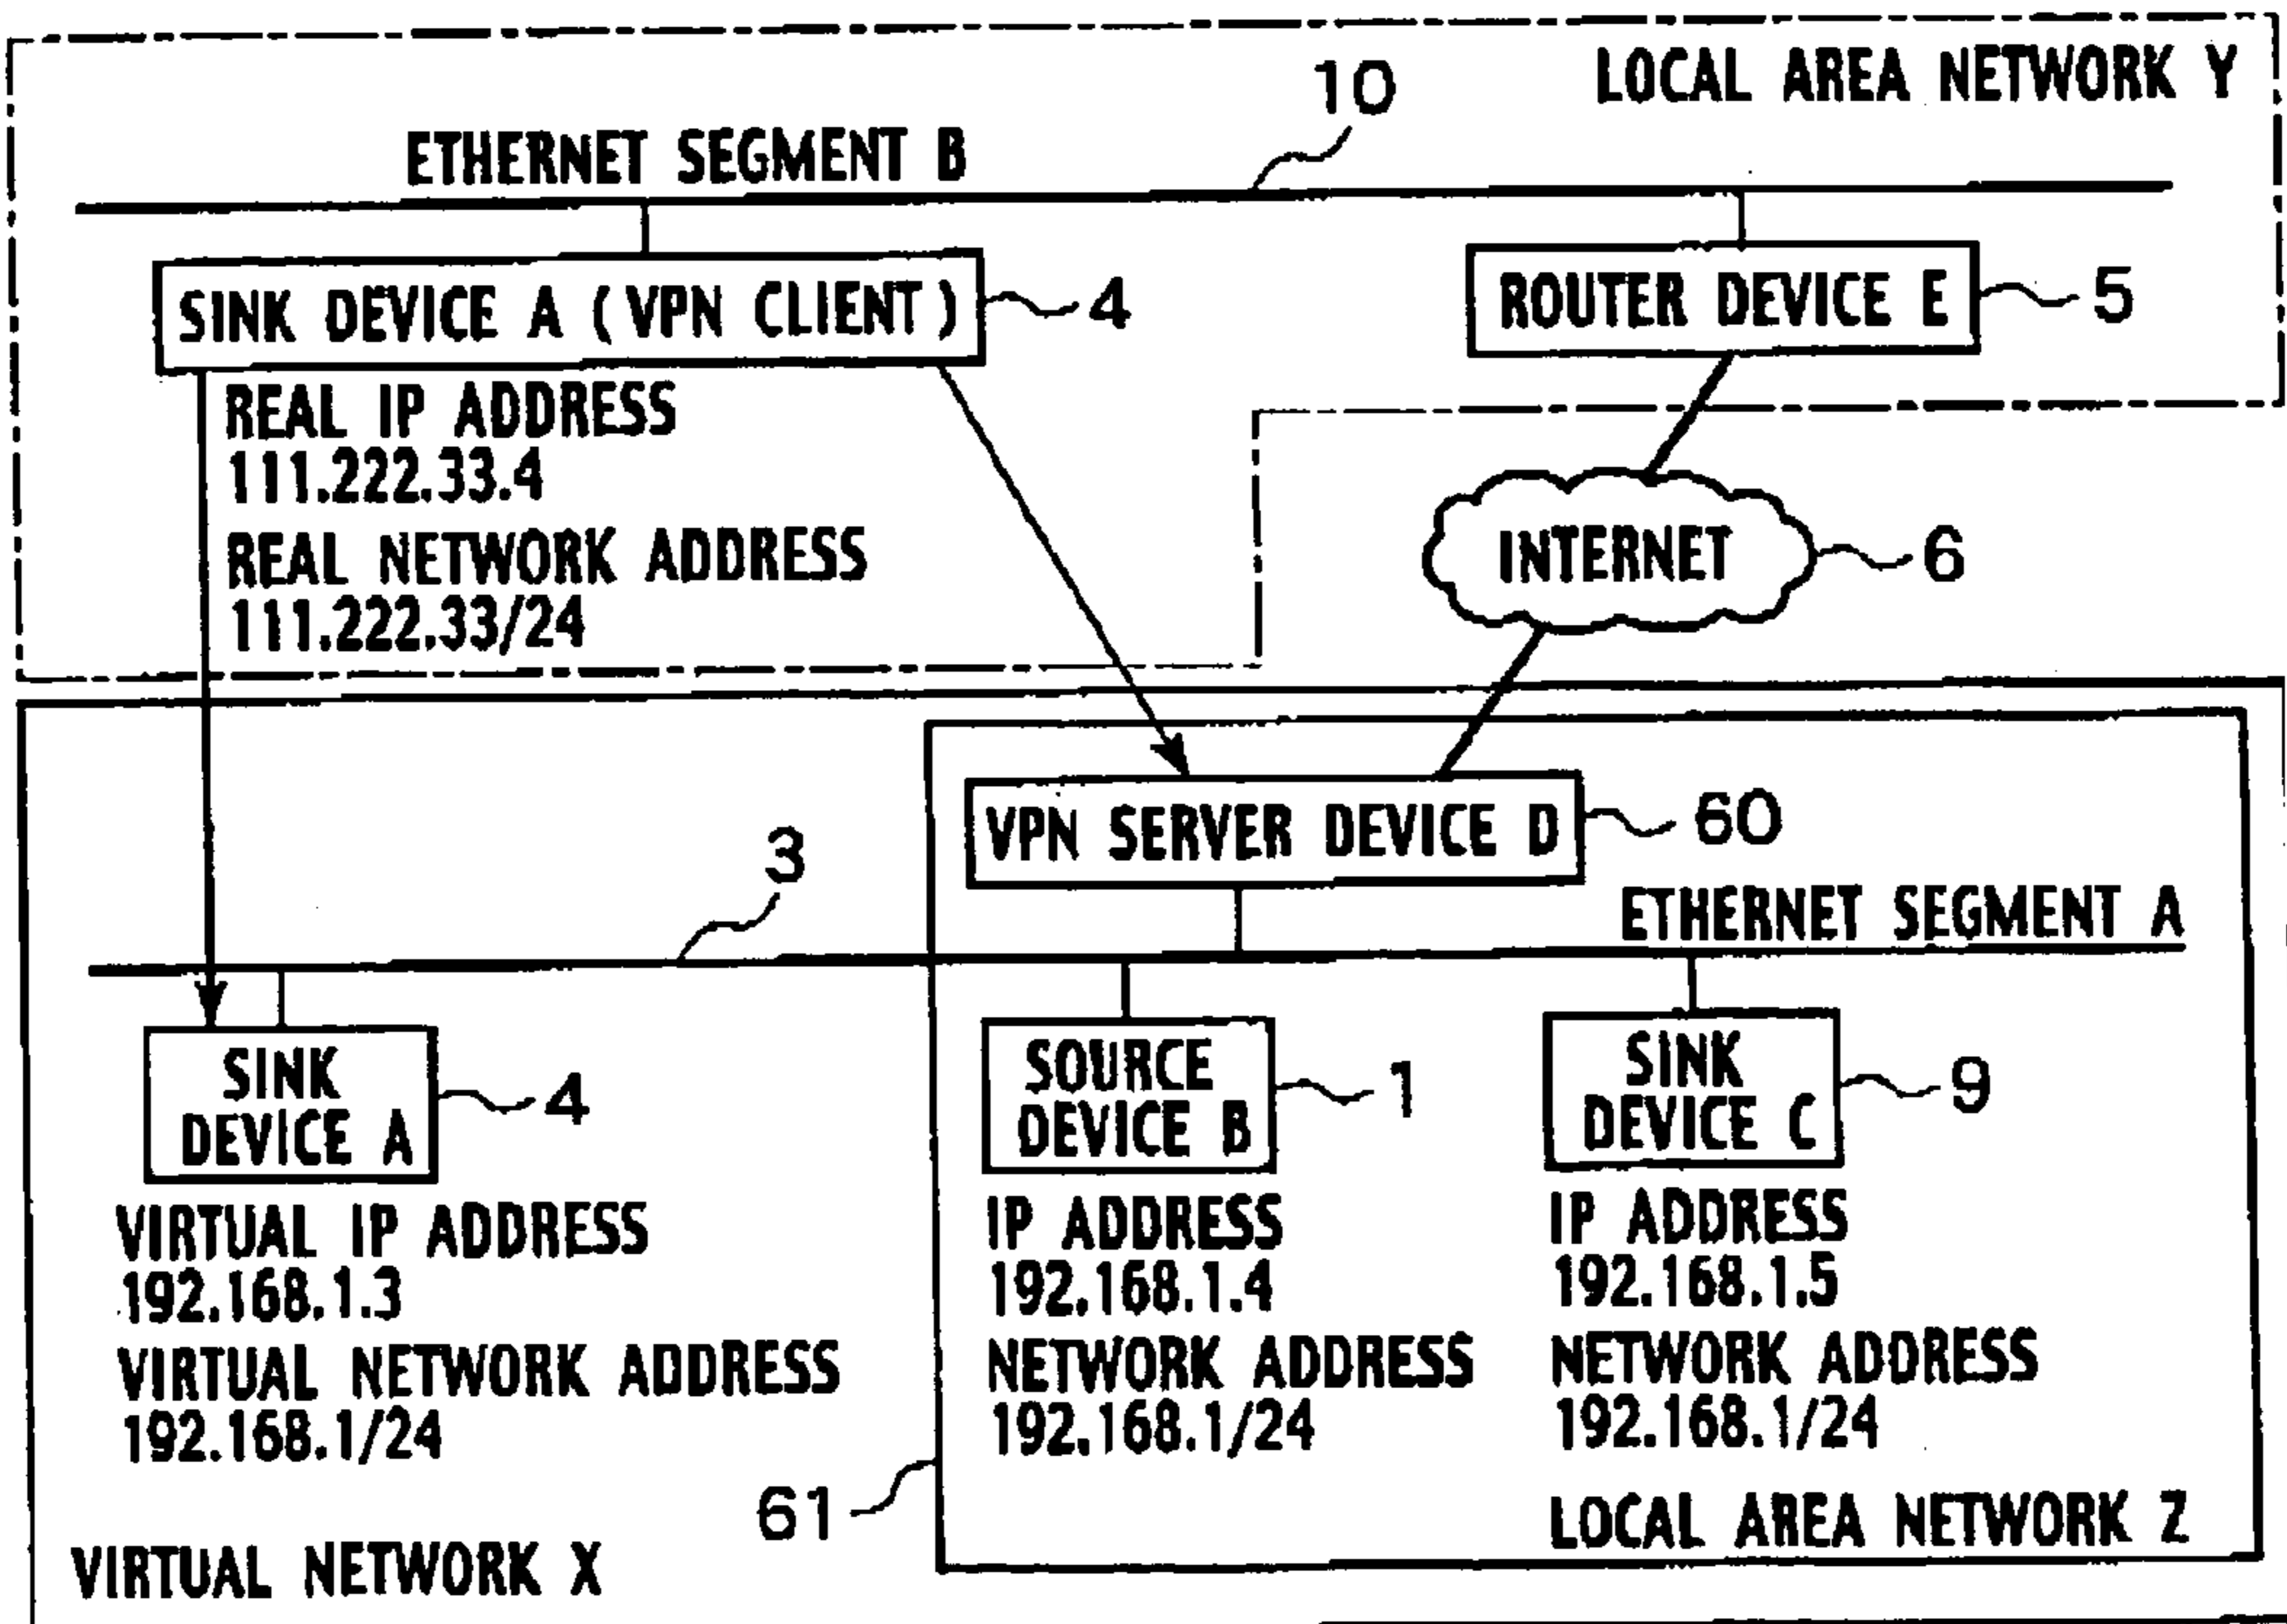 LOCAL AREA NETWORK Y
10
ETHERNET SEGMENT B
SINK DEVICE A (VPN CLIENT)
4
ROUTER DEVICE E
5
REAL IP ADDRESS
111.222.33.4
REAL NETWORK ADDRESS
111.222.33/24
INTERNET
6
VPN SERVER DEVICE D
60
3
ETHERNET SEGMENT A
SINK
DEVICE A
4
SOURCE
DEVICE B
1
SINK
DEVICE C
9
VIRTUAL IP ADDRESS
192.168.1.3
VIRTUAL NETWORK ADDRESS
192.168.1/24
IP ADDRESS
192.168.1.4
NETWORK ADDRESS
192.168.1/24
IP ADDRESS
192.168.1.5
NETWORK ADDRESS
192.168.1/24
61
LOCAL AREA NETWORK Z
VIRTUAL NETWORK X